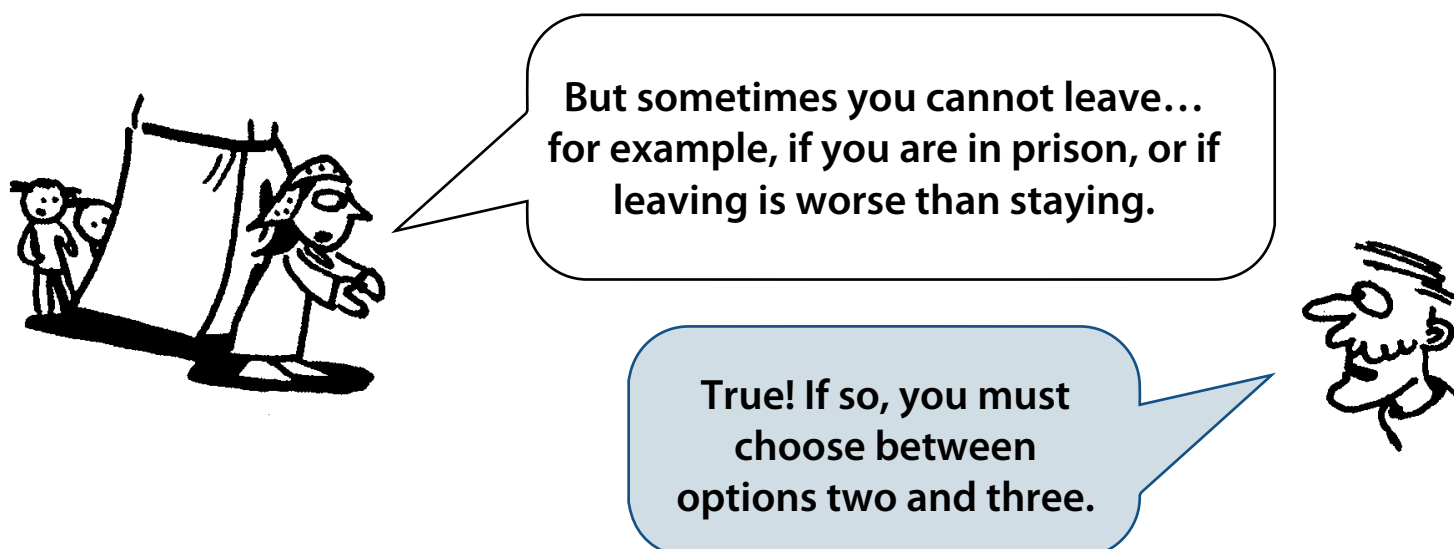 But sometimes you cannot leave…
for example, if you are in prison, or if
leaving is worse than staying.
True! If so, you must
choose between
options two and three.